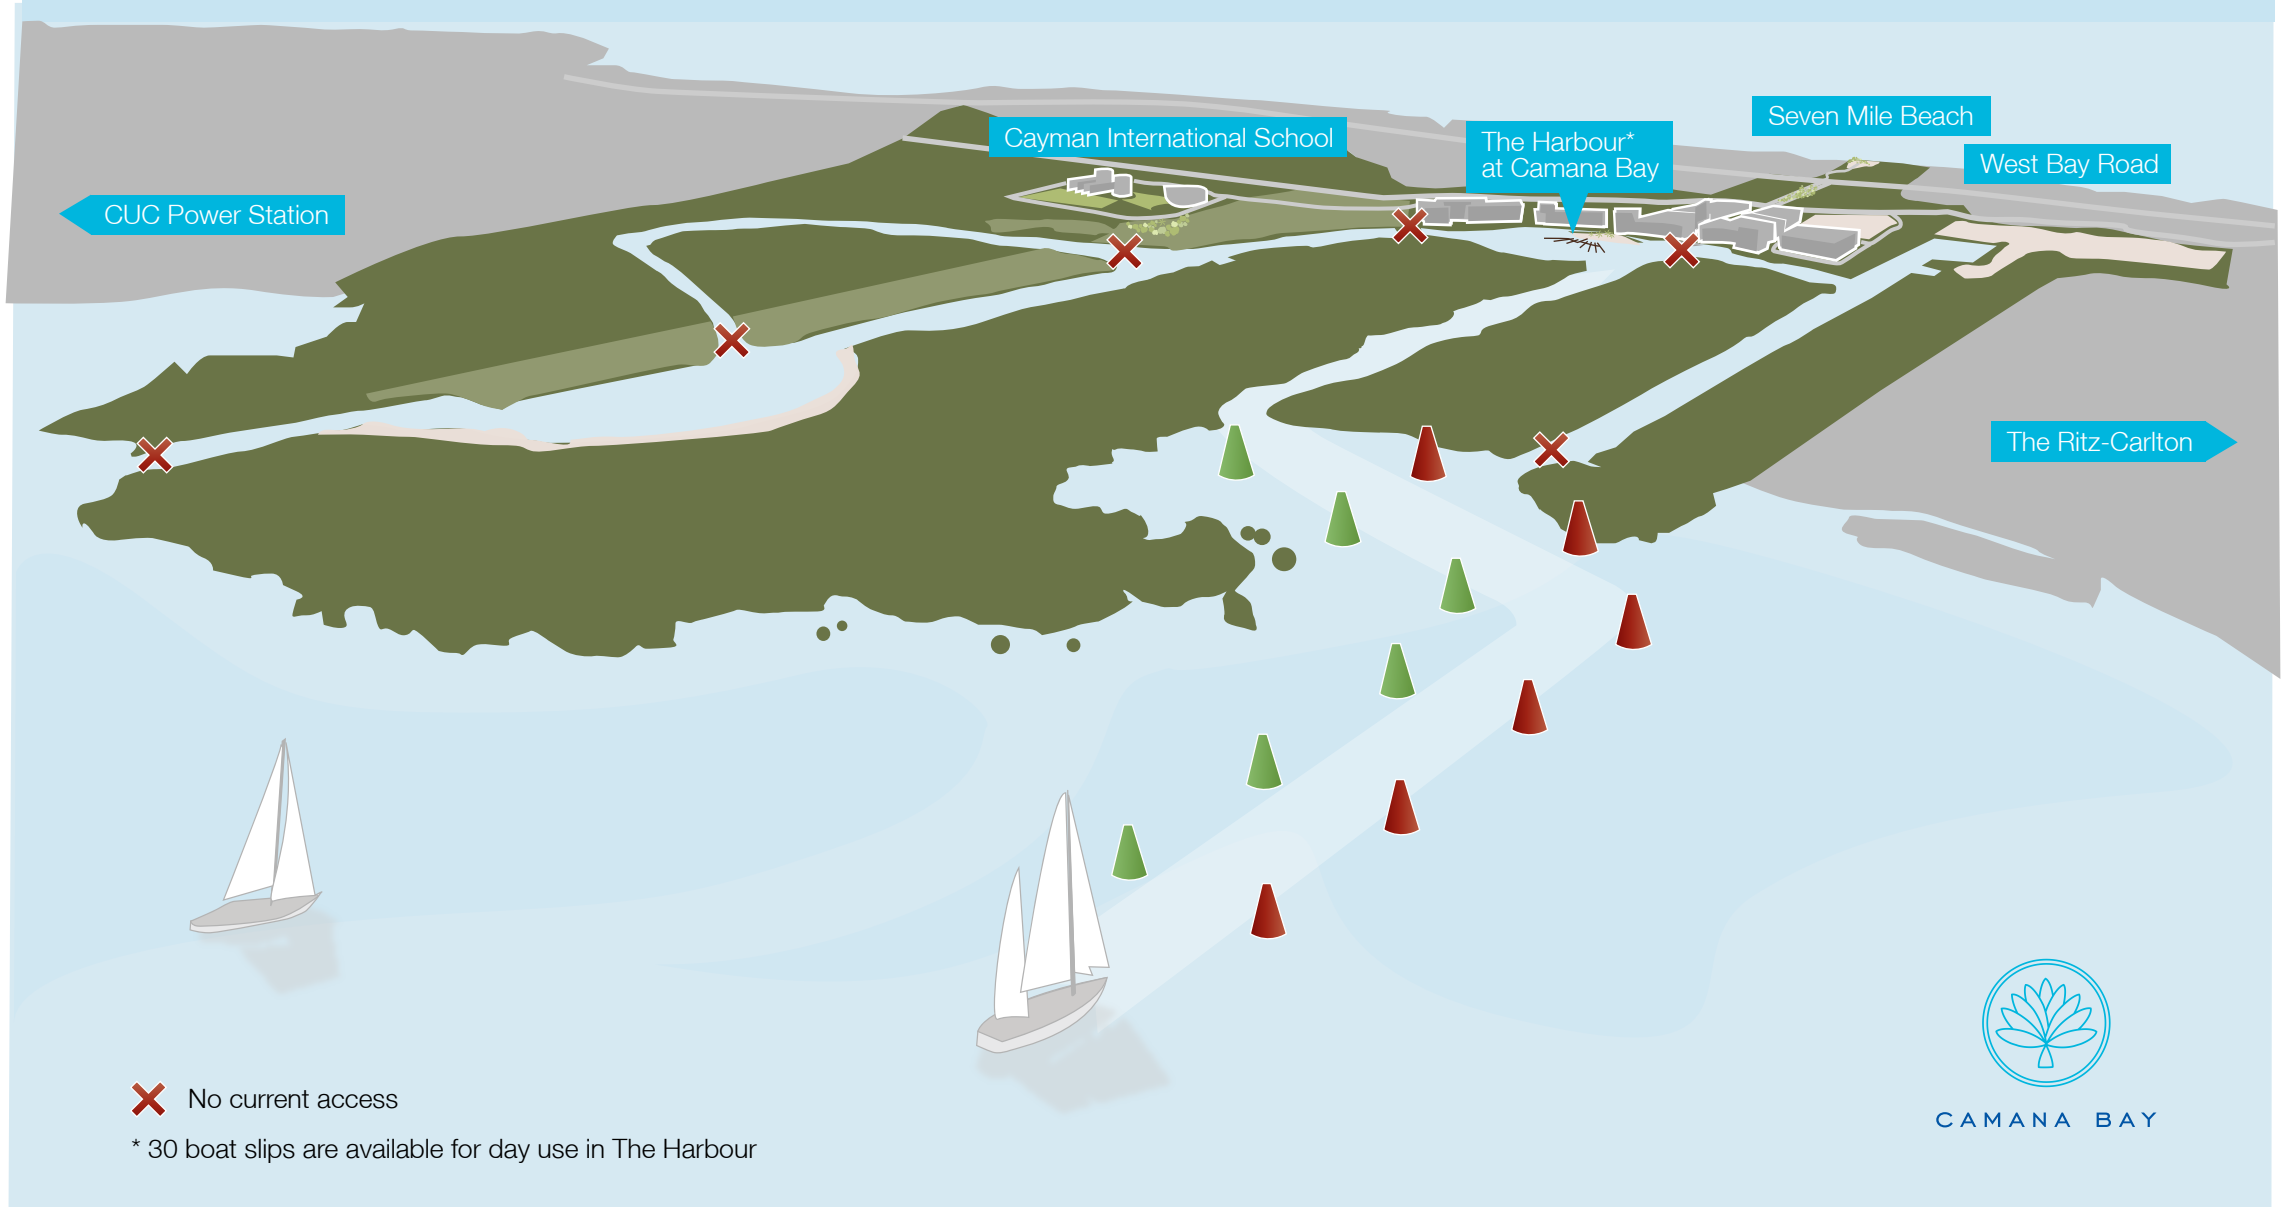 Seven Mile Beach
Cayman International School
The Harbour*
at Camana Bay
West Bay Road
CUC Power Station
The Ritz-Carlton
No current access
* 30 boat slips are available for day use in The Harbour
CAMANA BAY